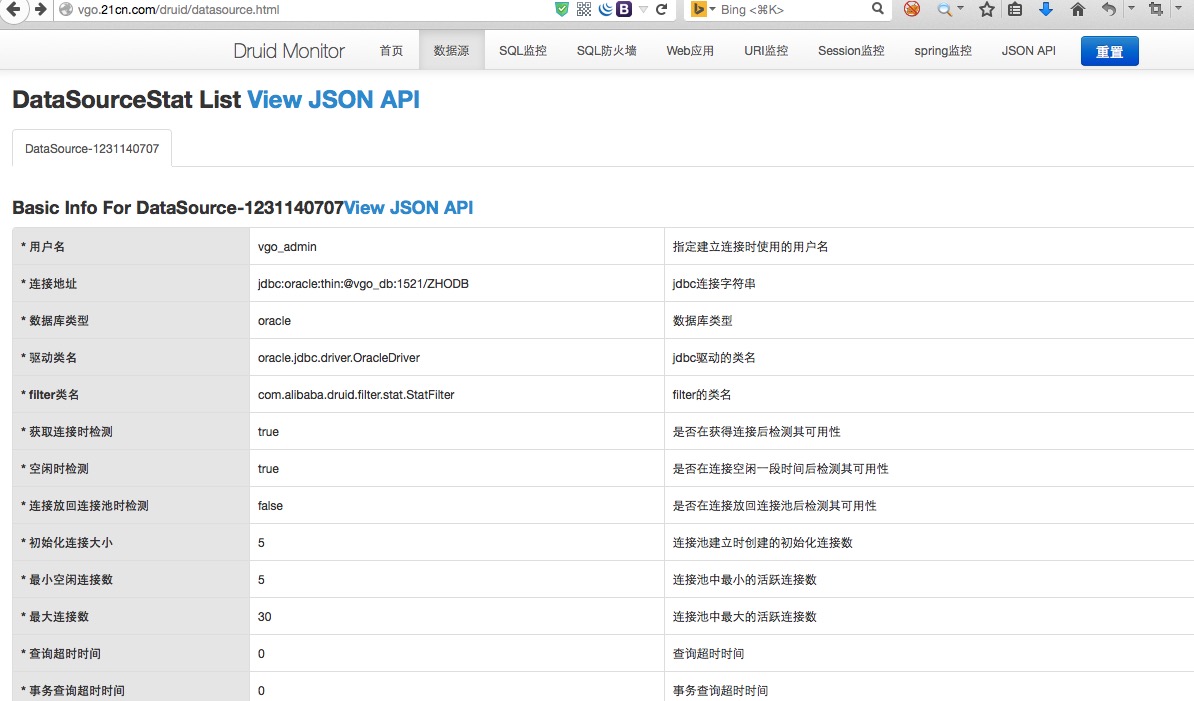 vgo.21cn.com/druid/datasource.html
Bing <⌘K>
Druid Monitor 首页 数据源 SQL监控 SQL防火墙 Web应用 URI监控 Session监控 spring监控 JSON API 重置
DataSourceStat List View JSON API
DataSource-1231140707
Basic Info For DataSource-1231140707View JSON API
* 用户名 vgo_admin 指定建立连接时使用的用户名
* 连接地址 jdbc:oracle:thin:@vgo_db:1521/ZHODB jdbc连接字符串
* 数据库类型 oracle 数据库类型
* 驱动类名 oracle.jdbc.driver.OracleDriver jdbc驱动的类名
* filter类名 com.alibaba.druid.filter.stat.StatFilter filter的类名
* 获取连接时检测 true 是否在获得连接后检测其可用性
* 空闲时检测 true 是否在连接空闲一段时间后检测其可用性
* 连接放回连接池时检测 false 是否在连接放回连接池后检测其可用性
* 初始化连接大小 5 连接池建立时创建的初始化连接数
* 最小空闲连接数 5 连接池中最小的活跃连接数
* 最大连接数 30 连接池中最大的活跃连接数
* 查询超时时间 0 查询超时时间
* 事务查询超时时间 0 事务查询超时时间